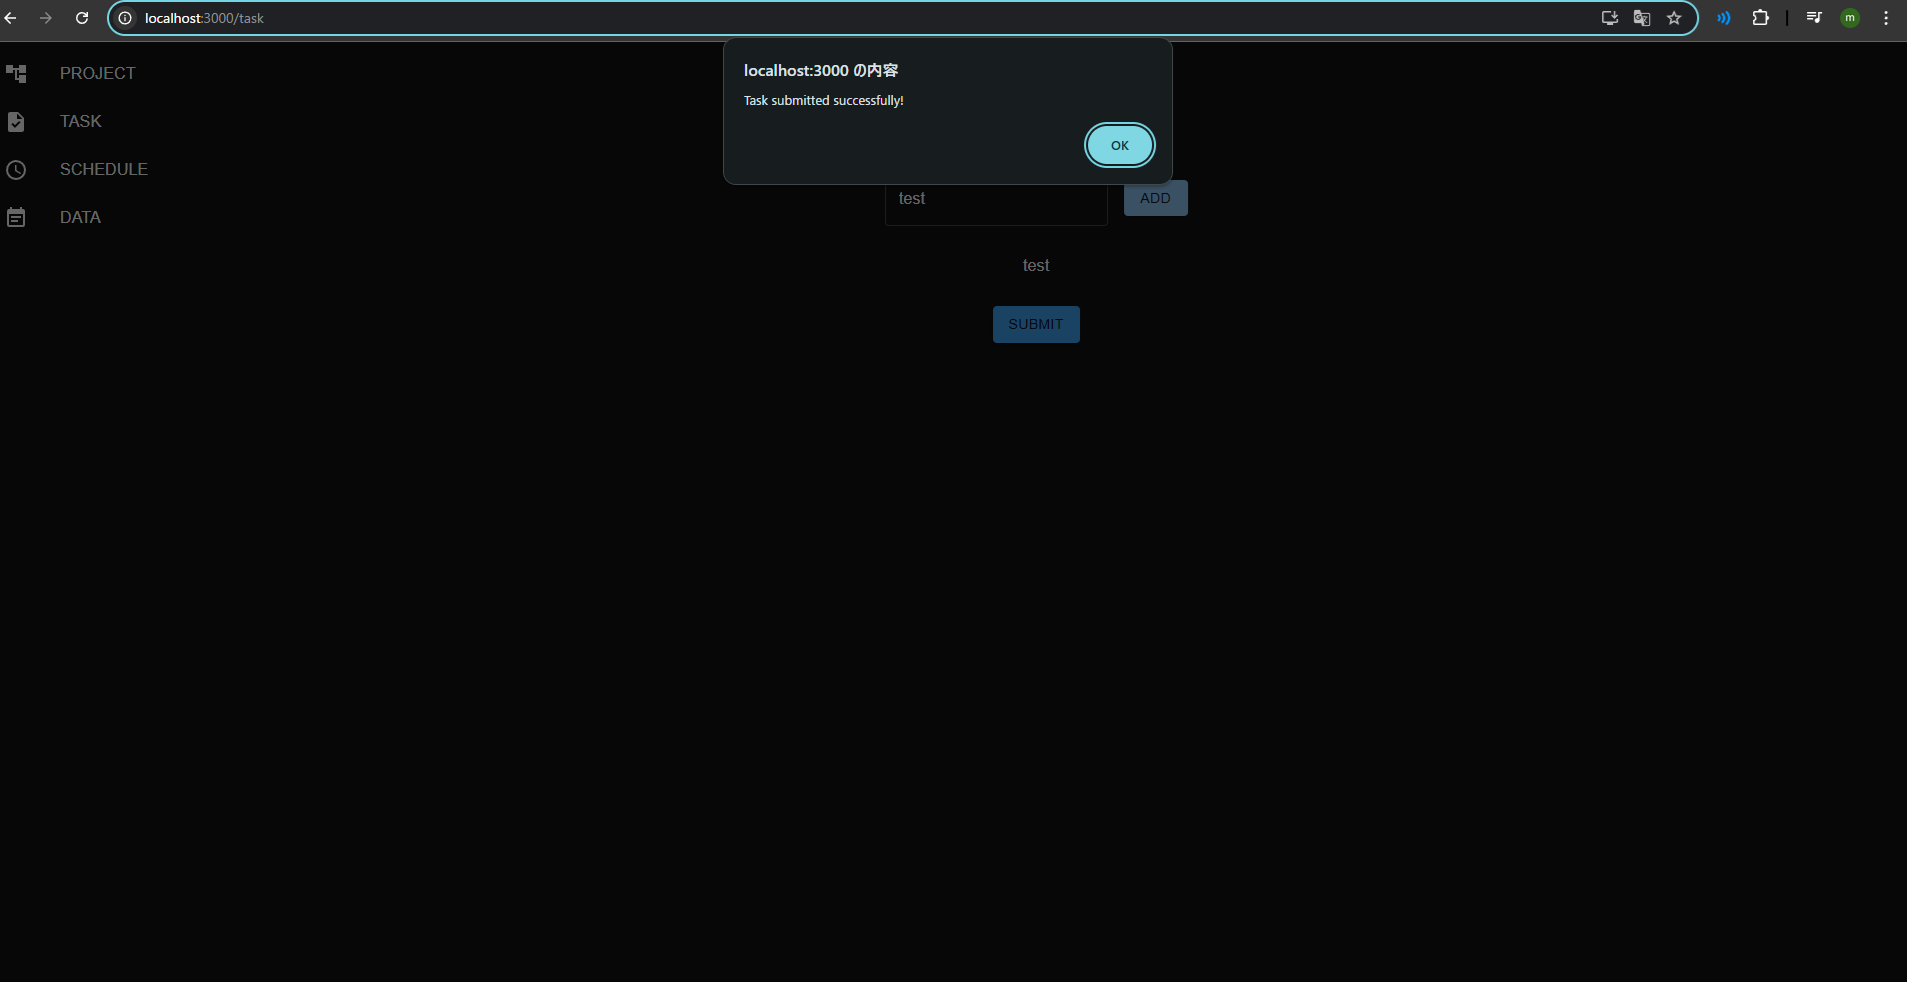 localhost:3000/task
m
localhost:3000 の内容
Task submitted successfully!
OK
PROJECT
TASK
SCHEDULE
DATA
test
ADD
test
SUBMIT